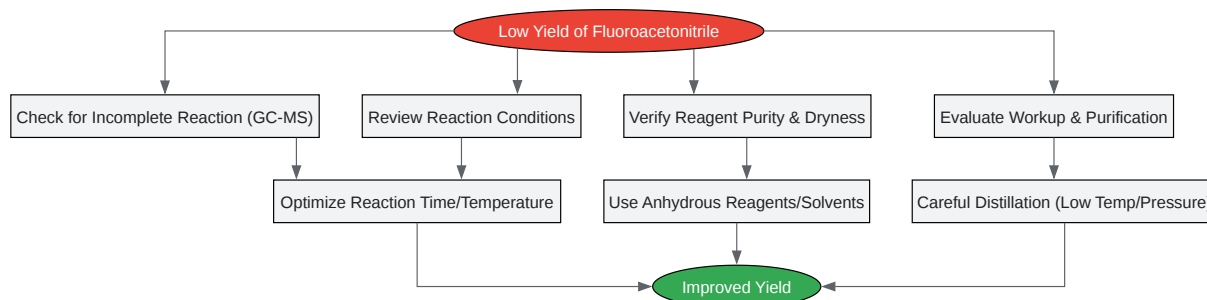 Low Yield of Fluoroacetonitrile
Check for Incomplete Reaction (GC-MS)
Review Reaction Conditions
Verify Reagent Purity & Dryness
Evaluate Workup & Purification
Optimize Reaction Time/Temperature
Use Anhydrous Reagents/Solvents
Careful Distillation (Low Temp/Pressure)
Improved Yield